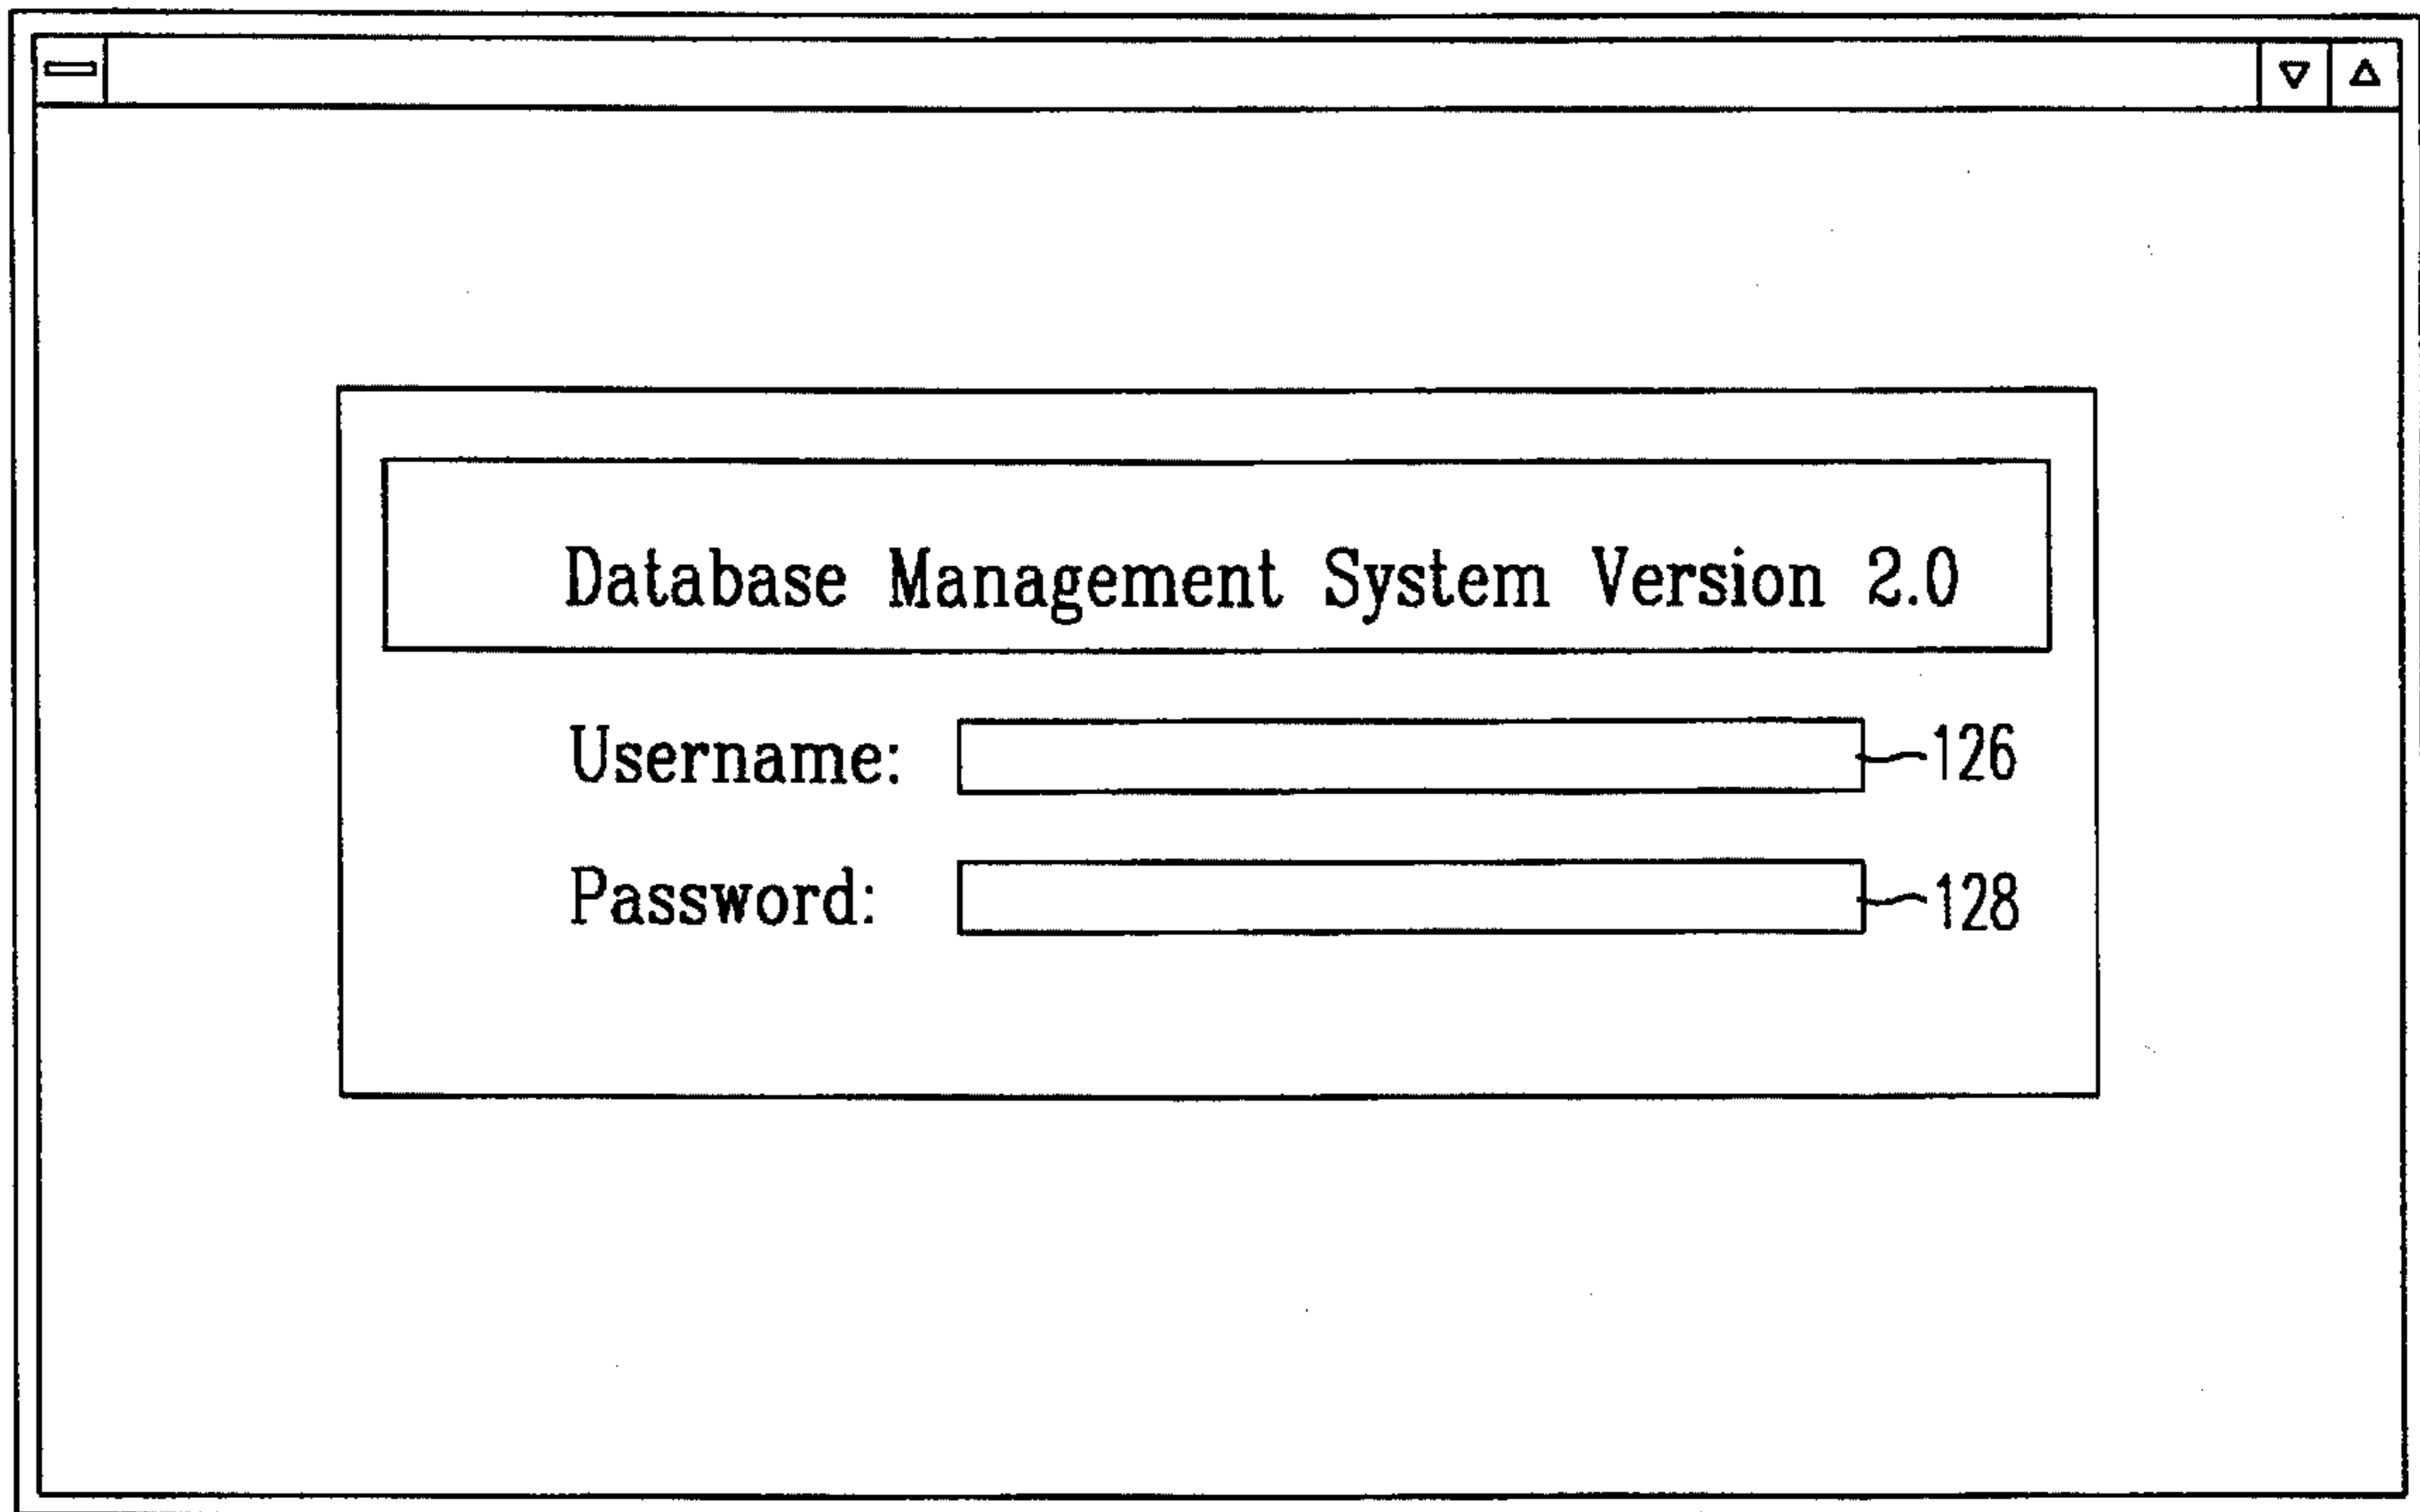 Database Management System Version 2.0
Username: 126
Password: 128